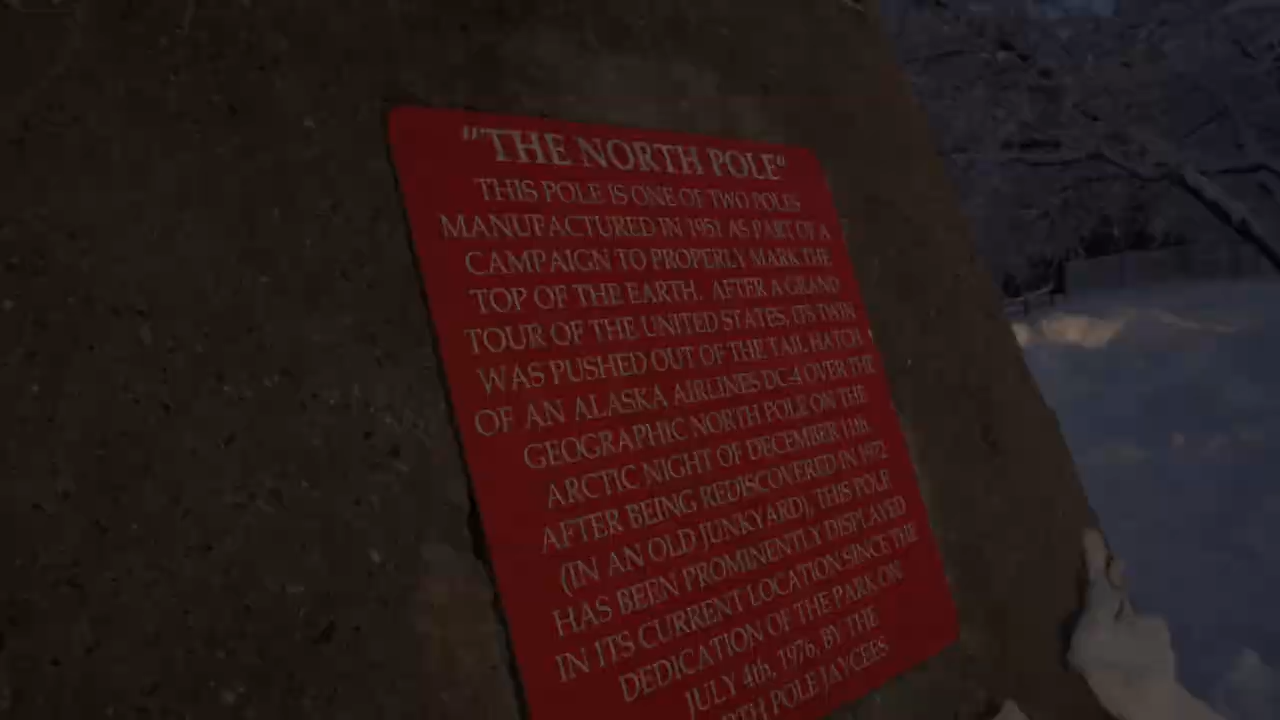 "THE NORTH POLE"
THIS POLE IS ONE OF TWO POLES
MANUFACTURED IN 1951 AS PART OF A
CAMPAIGN TO PROPERLY MARK THE
TOP OF THE EARTH. AFTER A GRAND
TOUR OF THE UNITED STATES, ITS TWIN
WAS PUSHED OUT OF THE TAIL HATCH
OF AN ALASKA AIRLINES DC-4 OVER THE
GEOGRAPHIC NORTH POLE ON THE
ARCTIC NIGHT OF DECEMBER 11th.
AFTER BEING REDISCOVERED IN 1972
(IN AN OLD JUNKYARD), THIS POLE
HAS BEEN PROMINENTLY DISPLAYED
IN ITS CURRENT LOCATION SINCE THE
DEDICATION OF THE PARK ON
JULY 4th, 1976, BY THE
POLE JAYCEES